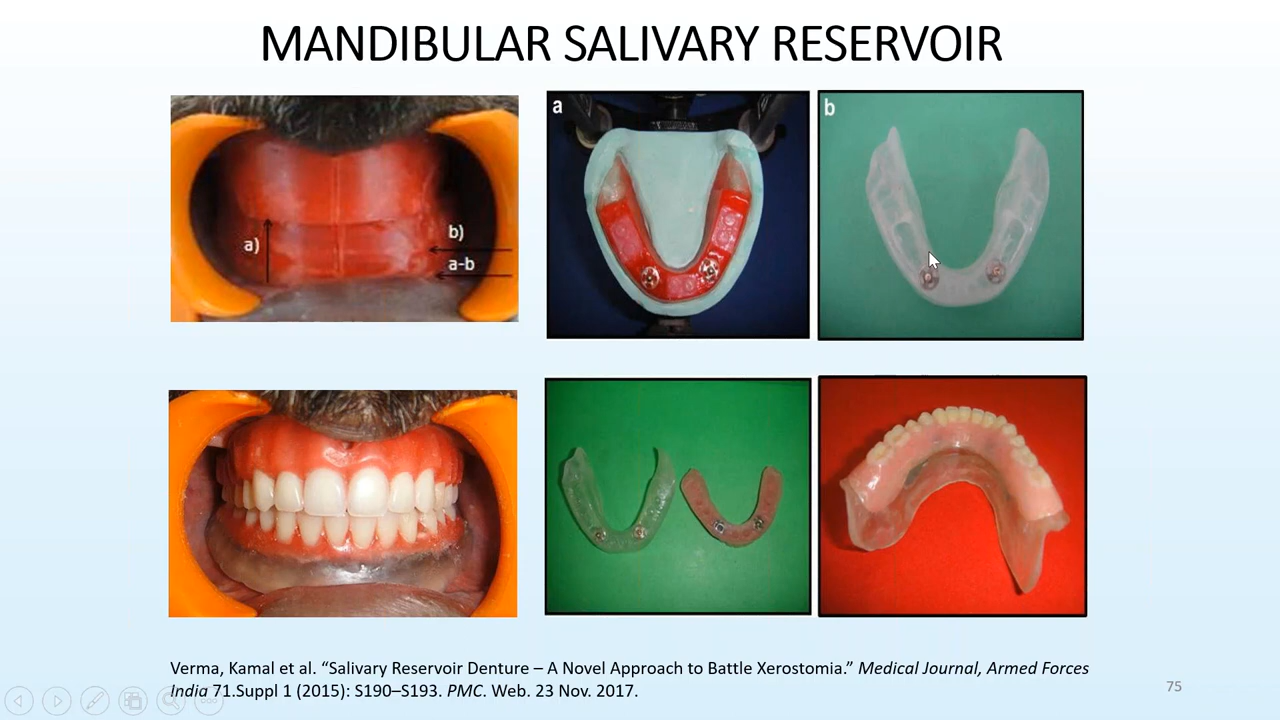 MANDIBULAR SALIVARY RESERVOIR
a)
b)
a-b
a
b
Verma, Kamal et al. “Salivary Reservoir Denture – A Novel Approach to Battle Xerostomia.” Medical Journal, Armed Forces
India 71.Suppl 1 (2015): S190–S193. PMC. Web. 23 Nov. 2017.
75